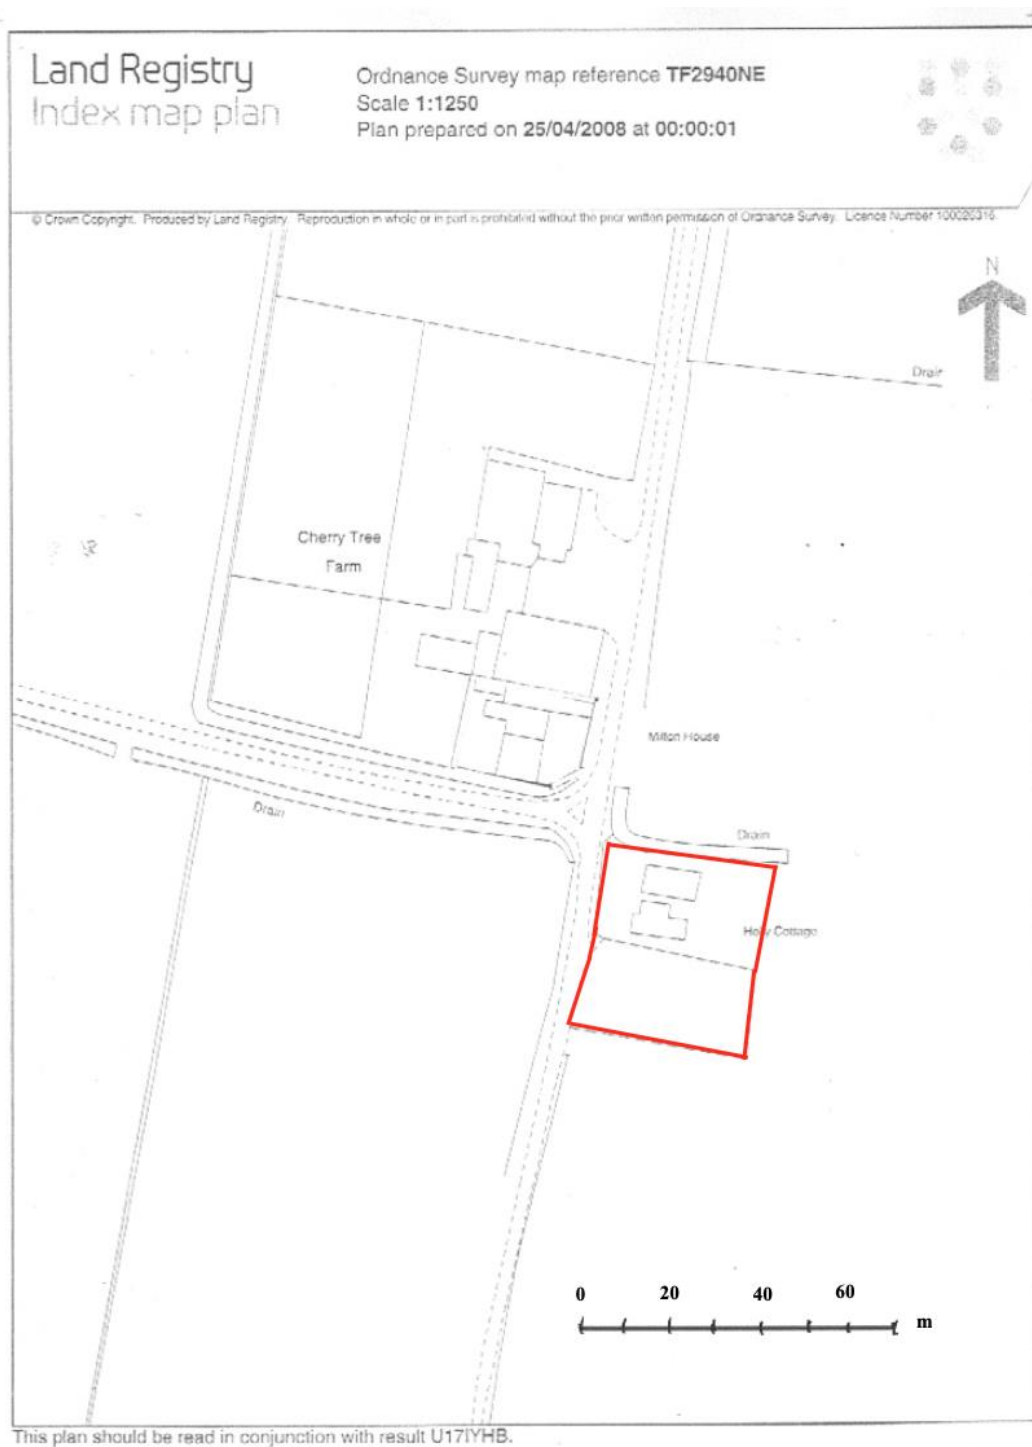 Land Registry
Index map plan
Ordnance Survey map reference TF2940NE
Scale 1:1250
Plan prepared on 25/04/2008 at 00:00:01
© Crown Copyright. Produced by Land Registry. Reproduction in whole or in part is prohibited without the prior written permission of Ordnance Survey. Licence Number 100026316.
N
Drain
Cherry Tree
Farm
Milton House
Drain
Drain
Holly Cottage
0 20 40 60
m
This plan should be read in conjunction with result U17IYHB.